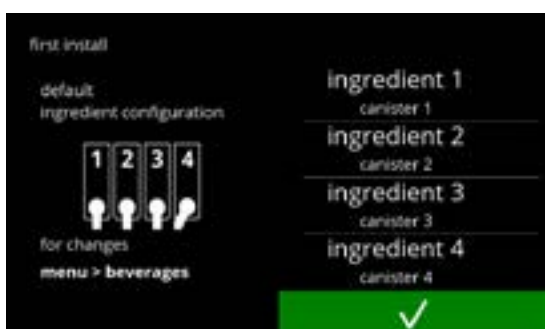 first install
default
ingredient configuration
1 2 3 4
for changes
menu > beverages
ingredient 1
canister 1
ingredient 2
canister 2
ingredient 3
canister 3
ingredient 4
canister 4